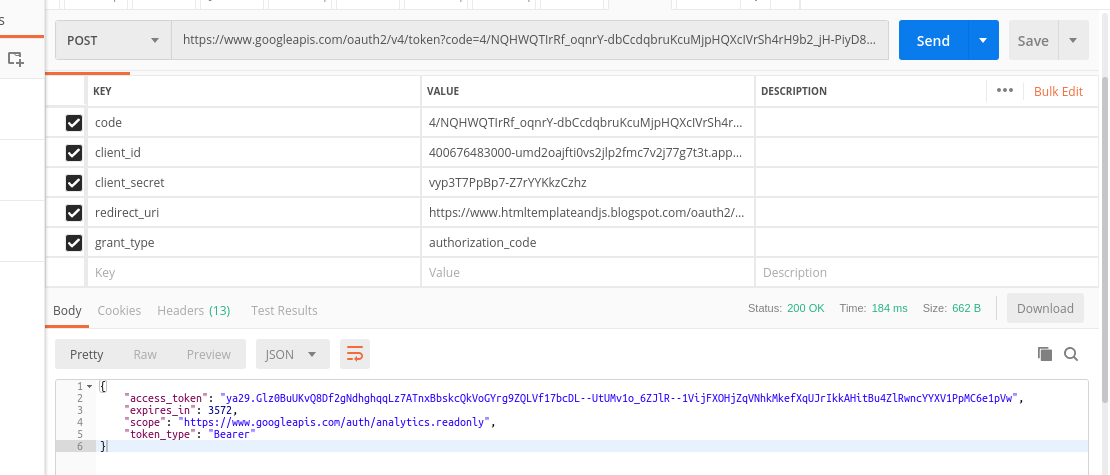 s
POST https://www.googleapis.com/oauth2/v4/token?code=4/NQHWQTIrRf_oqnrY-dbCcdqbruKcuMjpHQXcIVrSh4rH9b2_jH-PiyD8... Send Save
KEY VALUE DESCRIPTION ••• Bulk Edit
code 4/NQHWQTIrRf_oqnrY-dbCcdqbruKcuMjpHQXcIVrSh4r...
client_id 400676483000-umd2oajfti0vs2jlp2fmc7v2j77g7t3t.app...
client_secret vyp3T7PpBp7-Z7rYYKkzCzhz
redirect_uri https://www.htmltemplateandjs.blogspot.com/oauth2/...
grant_type authorization_code
Key Value Description
Body Cookies Headers (13) Test Results Status: 200 OK Time: 184 ms Size: 662 B Download
Pretty Raw Preview JSON
1 {
2 "access_token": "ya29.Glz0BuUKvQ8Df2gNdhghqqLz7ATnxBbskcQkVoGYrg9ZQLVf17bcDL--UtUMv1o_6ZJlR--1VijFXOHjZqVNhkMkefXqUJrIkkAHitBu4ZlRwncYYXV1PpMC6e1pVw",
3 "expires_in": 3572,
4 "scope": "https://www.googleapis.com/auth/analytics.readonly",
5 "token_type": "Bearer"
6 }